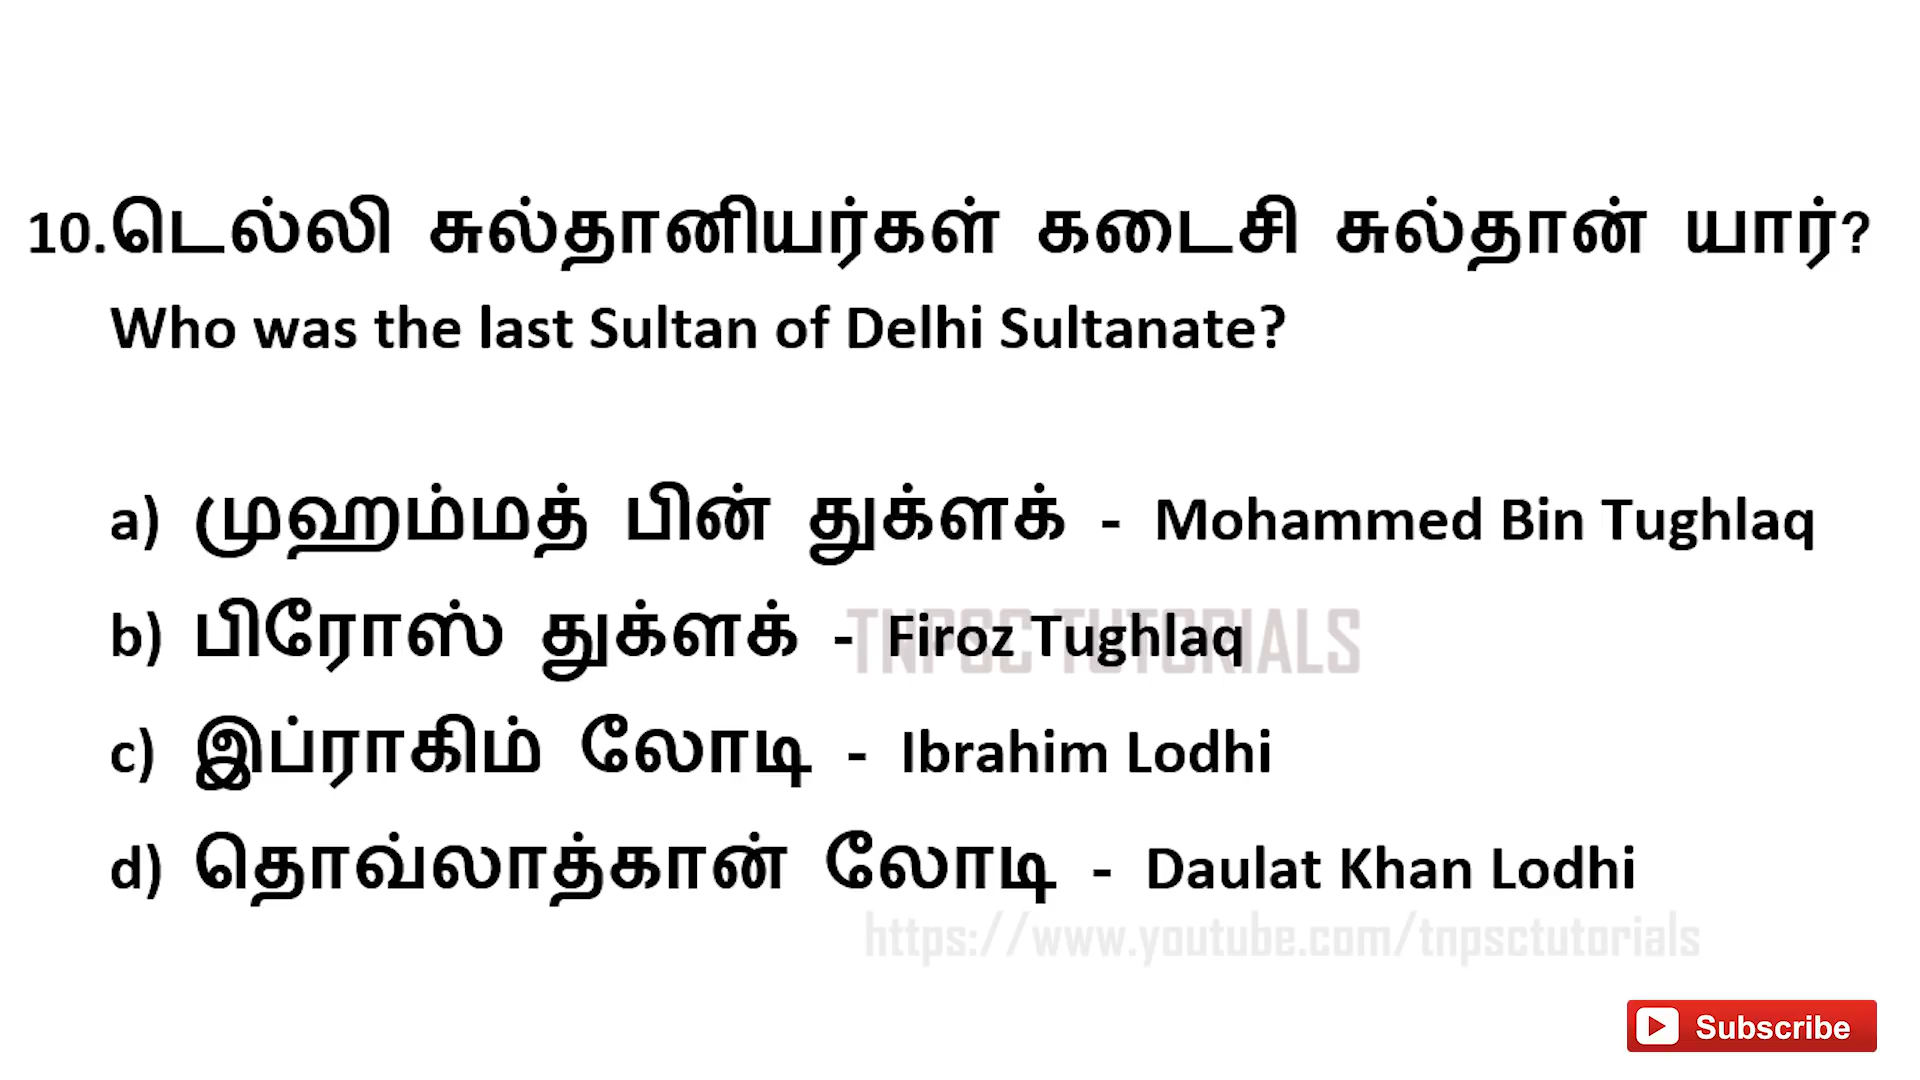 10.டெல்லி சுல்தானியர்கள் கடைசி சுல்தான் யார்?
Who was the last Sultan of Delhi Sultanate?
a) முஹம்மத் பின் துக்ளக் - Mohammed Bin Tughlaq
b) பிரோஸ் துக்ளக் - Firoz Tughlaq
TNPSC TUTORIALS
c) இப்ராகிம் லோடி - Ibrahim Lodhi
d) தொவ்லாத்கான் லோடி - Daulat Khan Lodhi
https://www.youtube.com/tnpsctutorials
Subscribe